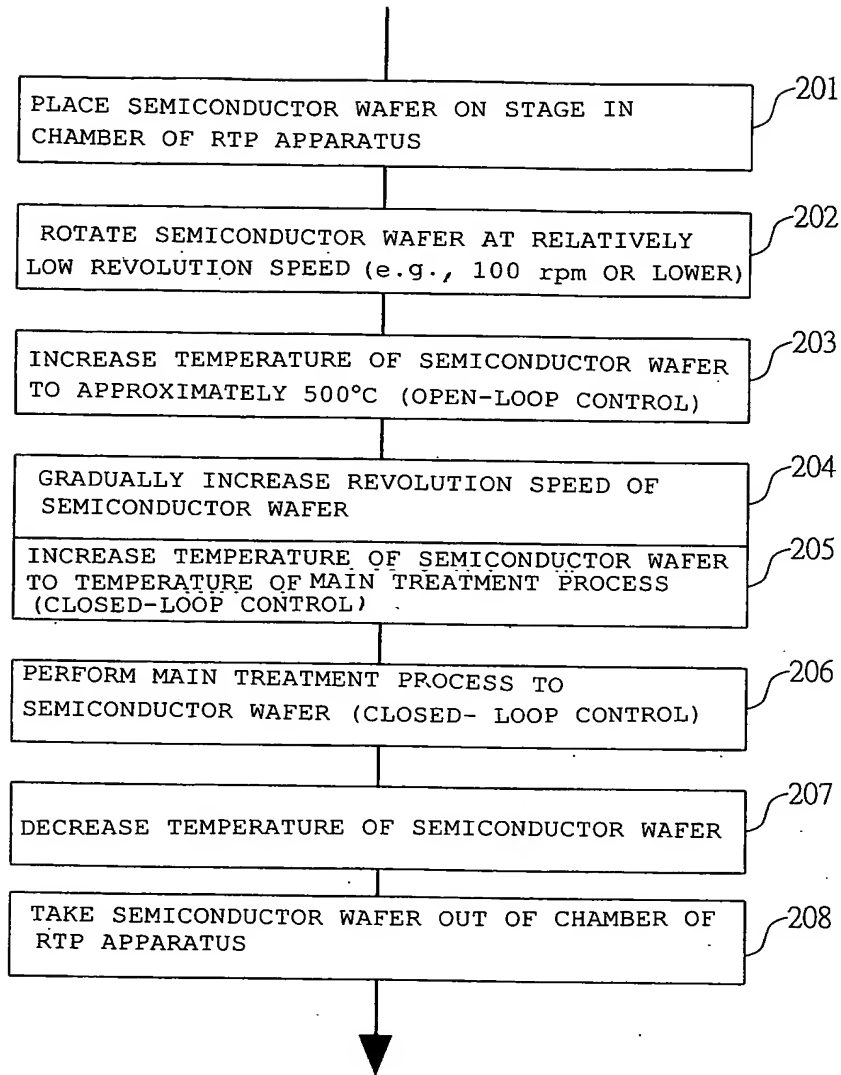 PLACE SEMICONDUCTOR WAFER ON STAGE IN
CHAMBER OF RTP APPARATUS
201
ROTATE SEMICONDUCTOR WAFER AT RELATIVELY
LOW REVOLUTION SPEED (e.g., 100 rpm OR LOWER)
202
INCREASE TEMPERATURE OF SEMICONDUCTOR WAFER
TO APPROXIMATELY 500°C (OPEN-LOOP CONTROL)
203
GRADUALLY INCREASE REVOLUTION SPEED OF
SEMICONDUCTOR WAFER
204
INCREASE TEMPERATURE OF SEMICONDUCTOR WAFER
TO TEMPERATURE OF MAIN TREATMENT PROCESS
(CLOSED-LOOP CONTROL)
205
PERFORM MAIN TREATMENT PROCESS TO
SEMICONDUCTOR WAFER (CLOSED- LOOP CONTROL)
206
DECREASE TEMPERATURE OF SEMICONDUCTOR WAFER
207
TAKE SEMICONDUCTOR WAFER OUT OF CHAMBER OF
RTP APPARATUS
208